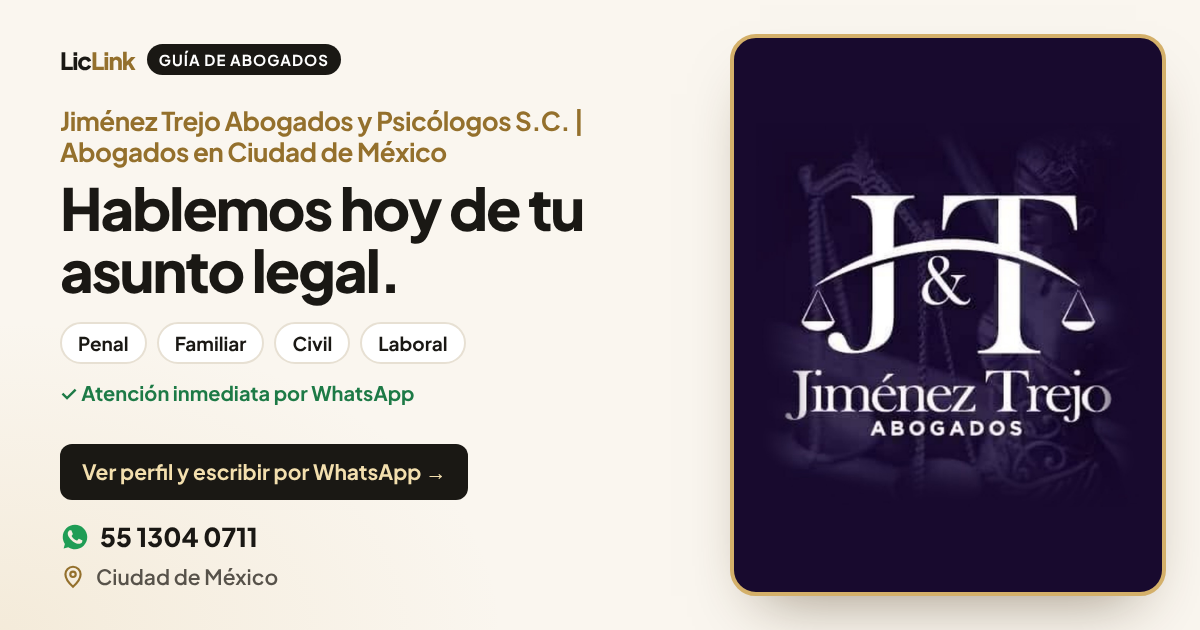 LicLink
GUÍA DE ABOGADOS
Jiménez Trejo Abogados y Psicólogos S.C. |
Abogados en Ciudad de México
Hablemos hoy de tu
asunto legal.
Penal
Familiar
Civil
Laboral
✓ Atención inmediata por WhatsApp
Ver perfil y escribir por WhatsApp →
55 1304 0711
Ciudad de México
J&T
Jiménez Trejo
ABOGADOS